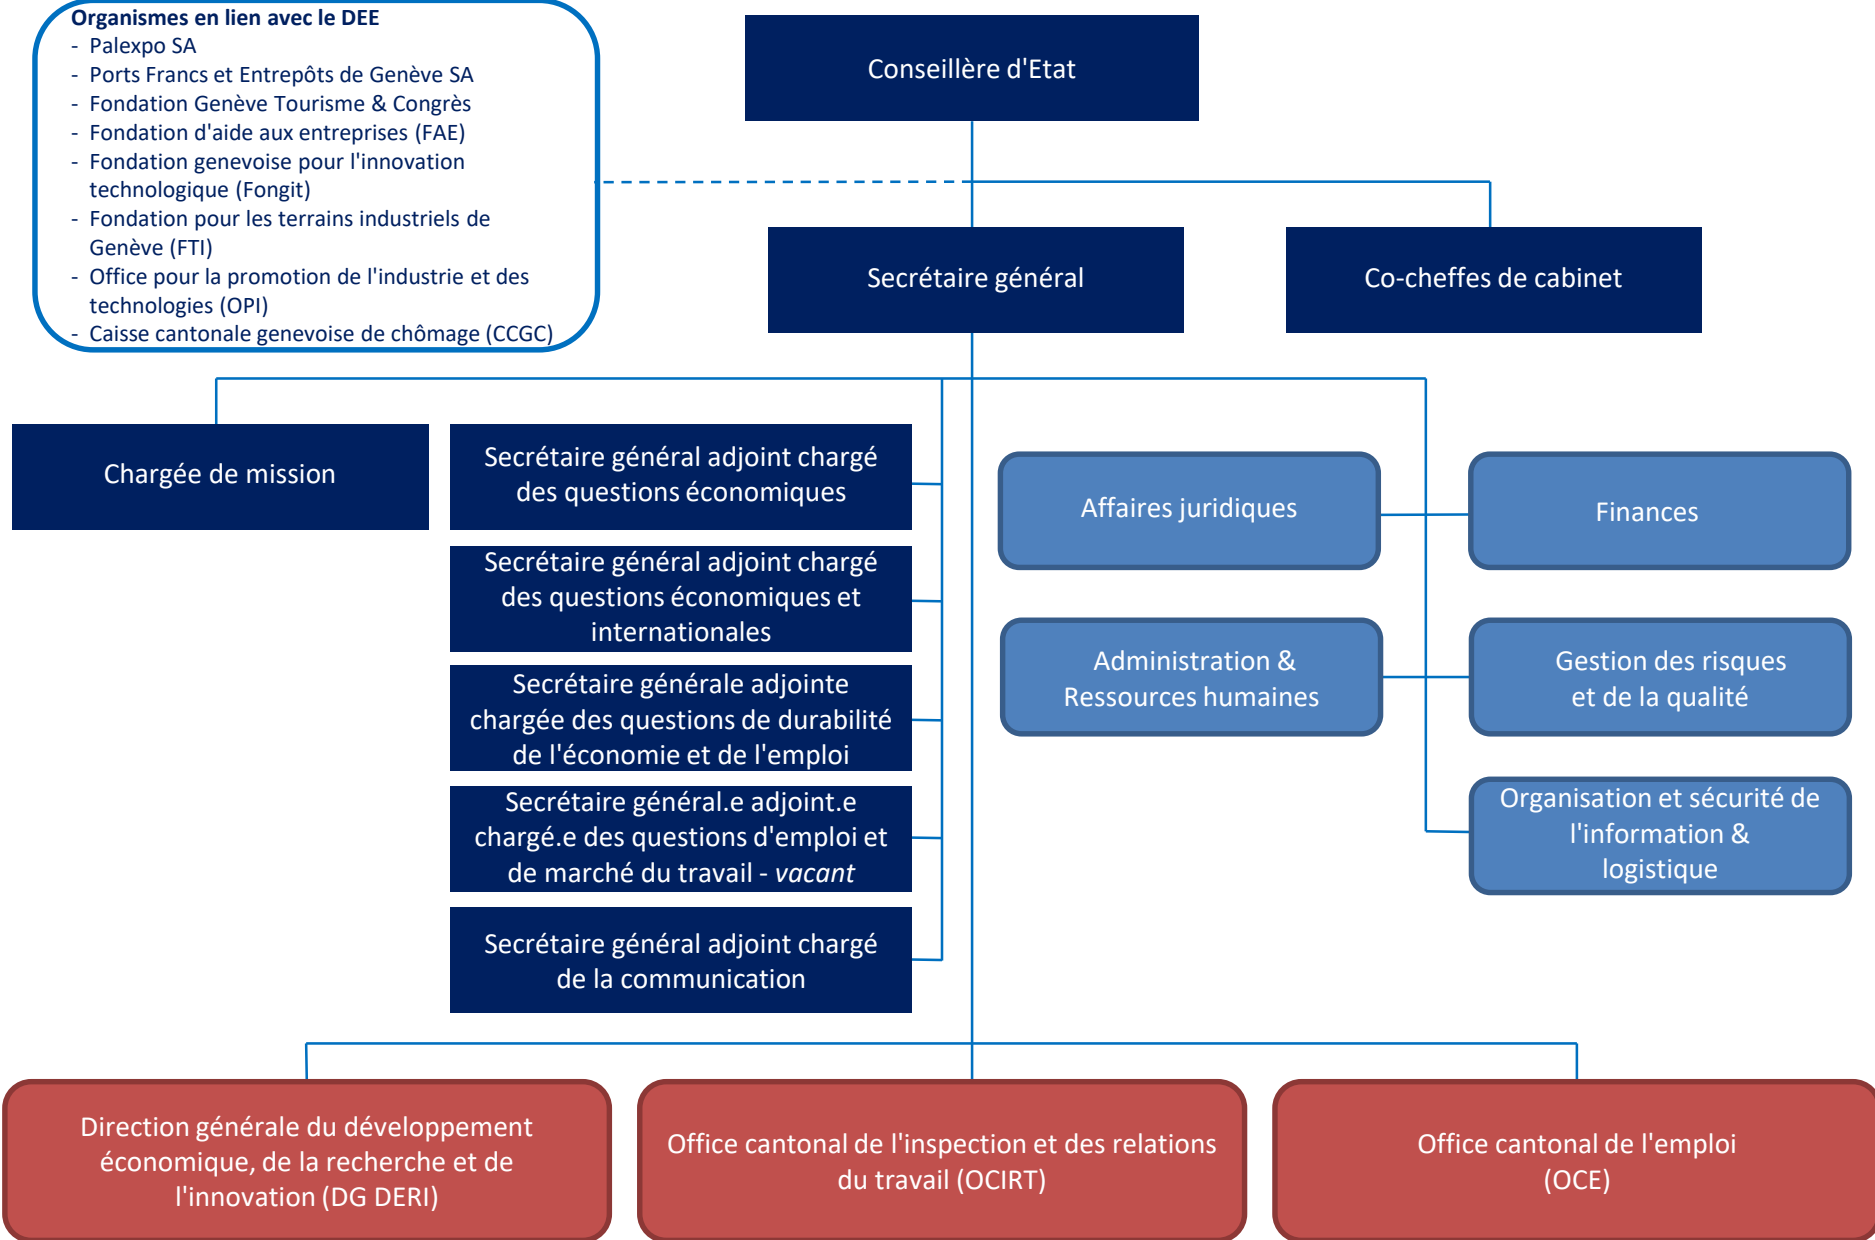 Organismes en lien avec le DEE
- Palexpo SA
- Ports Francs et Entrepôts de Genève SA
- Fondation Genève Tourisme & Congrès
- Fondation d'aide aux entreprises (FAE)
- Fondation genevoise pour l'innovation
technologique (Fongit)
- Fondation pour les terrains industriels de
Genève (FTI)
- Office pour la promotion de l'industrie et des
technologies (OPI)
- Caisse cantonale genevoise de chômage (CCGC)
Conseillère d'Etat
Secrétaire général
Co-cheffes de cabinet
Chargée de mission
Secrétaire général adjoint chargé
des questions économiques
Secrétaire général adjoint chargé
des questions économiques et
internationales
Secrétaire générale adjointe
chargée des questions de durabilité
de l'économie et de l'emploi
Secrétaire général.e adjoint.e
chargé.e des questions d'emploi et
de marché du travail - vacant
Secrétaire général adjoint chargé
de la communication
Affaires juridiques
Finances
Administration &
Ressources humaines
Gestion des risques
et de la qualité
Organisation et sécurité de
l'information &
logistique
Direction générale du développement
économique, de la recherche et de
l'innovation (DG DERI)
Office cantonal de l'inspection et des relations
du travail (OCIRT)
Office cantonal de l'emploi
(OCE)